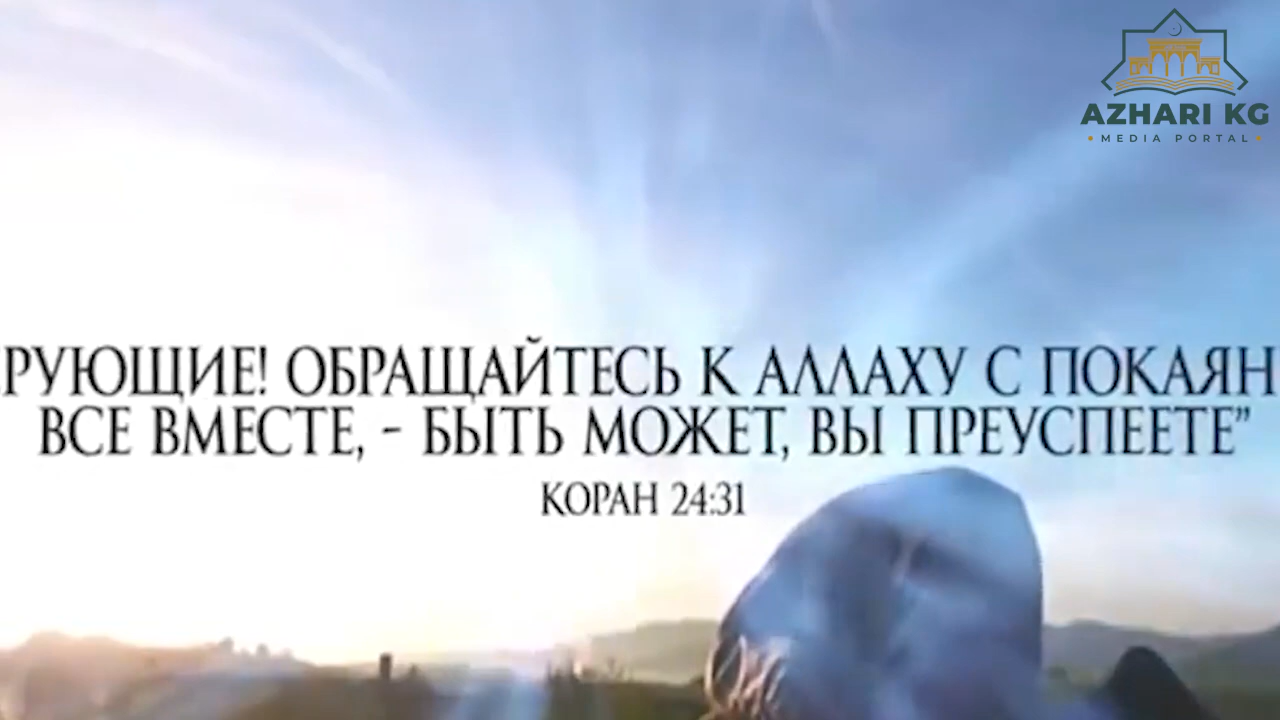 AZHARI KG
MEDIA PORTAL
РУЮЩИЕ! ОБРАЩАЙТЕСЬ К АЛЛАХУ С ПОКАЯН
ВСЕ ВМЕСТЕ, - БЫТЬ МОЖЕТ, ВЫ ПРЕУСПЕЕТЕ”
КОРАН 24:31